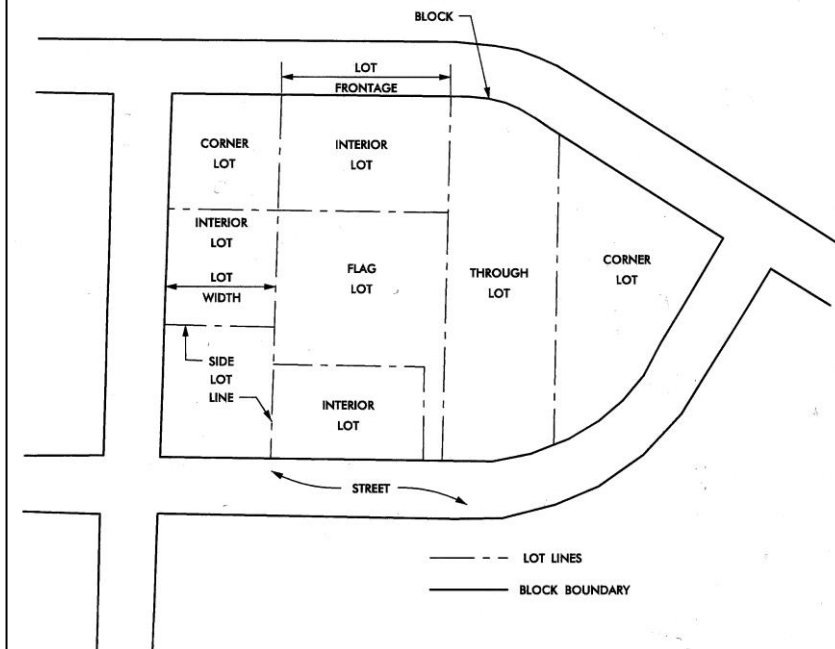 BLOCK
LOT
FRONTAGE
CORNER
LOT
INTERIOR
LOT
INTERIOR
LOT
LOT
WIDTH
FLAG
LOT
THROUGH
LOT
CORNER
LOT
SIDE
LOT
LINE
INTERIOR
LOT
STREET
LOT LINES
BLOCK BOUNDARY